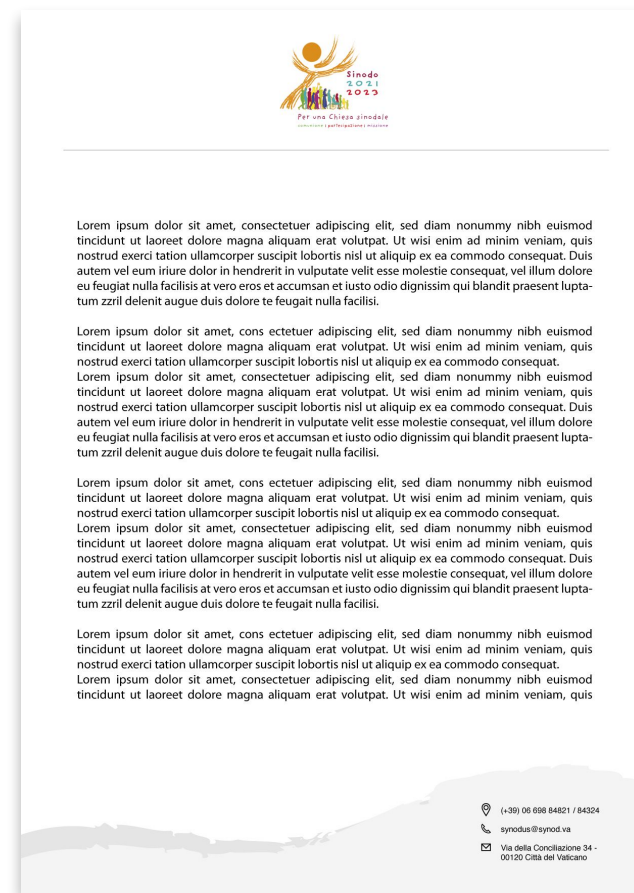 Sinodo
2021
2023
Per una Chiesa sinodale
comunione | partecipazione | missione
Lorem ipsum dolor sit amet, consectetuer adipiscing elit, sed diam nonummy nibh euismod
tincidunt ut laoreet dolore magna aliquam erat volutpat. Ut wisi enim ad minim veniam, quis
nostrud exerci tation ullamcorper suscipit lobortis nisl ut aliquip ex ea commodo consequat. Duis
autem vel eum iriure dolor in hendrerit in vulputate velit esse molestie consequat, vel illum dolore
eu feugiat nulla facilisis at vero eros et accumsan et iusto odio dignissim qui blandit praesent lupta-
tum zzril delenit augue duis dolore te feugait nulla facilisi.
Lorem ipsum dolor sit amet, cons ectetuer adipiscing elit, sed diam nonummy nibh euismod
tincidunt ut laoreet dolore magna aliquam erat volutpat. Ut wisi enim ad minim veniam, quis
nostrud exerci tation ullamcorper suscipit lobortis nisl ut aliquip ex ea commodo consequat.
Lorem ipsum dolor sit amet, consectetuer adipiscing elit, sed diam nonummy nibh euismod
tincidunt ut laoreet dolore magna aliquam erat volutpat. Ut wisi enim ad minim veniam, quis
nostrud exerci tation ullamcorper suscipit lobortis nisl ut aliquip ex ea commodo consequat. Duis
autem vel eum iriure dolor in hendrerit in vulputate velit esse molestie consequat, vel illum dolore
eu feugiat nulla facilisis at vero eros et accumsan et iusto odio dignissim qui blandit praesent lupta-
tum zzril delenit augue duis dolore te feugait nulla facilisi.
Lorem ipsum dolor sit amet, cons ectetuer adipiscing elit, sed diam nonummy nibh euismod
tincidunt ut laoreet dolore magna aliquam erat volutpat. Ut wisi enim ad minim veniam, quis
nostrud exerci tation ullamcorper suscipit lobortis nisl ut aliquip ex ea commodo consequat.
Lorem ipsum dolor sit amet, consectetuer adipiscing elit, sed diam nonummy nibh euismod
tincidunt ut laoreet dolore magna aliquam erat volutpat. Ut wisi enim ad minim veniam, quis
nostrud exerci tation ullamcorper suscipit lobortis nisl ut aliquip ex ea commodo consequat. Duis
autem vel eum iriure dolor in hendrerit in vulputate velit esse molestie consequat, vel illum dolore
eu feugiat nulla facilisis at vero eros et accumsan et iusto odio dignissim qui blandit praesent lupta-
tum zzril delenit augue duis dolore te feugait nulla facilisi.
Lorem ipsum dolor sit amet, cons ectetuer adipiscing elit, sed diam nonummy nibh euismod
tincidunt ut laoreet dolore magna aliquam erat volutpat. Ut wisi enim ad minim veniam, quis
nostrud exerci tation ullamcorper suscipit lobortis nisl ut aliquip ex ea commodo consequat.
Lorem ipsum dolor sit amet, consectetuer adipiscing elit, sed diam nonummy nibh euismod
tincidunt ut laoreet dolore magna aliquam erat volutpat. Ut wisi enim ad minim veniam, quis
(+39) 06 698 84821 / 84324
synodus@synod.va
Via della Conciliazione 34 -
00120 Città del Vaticano